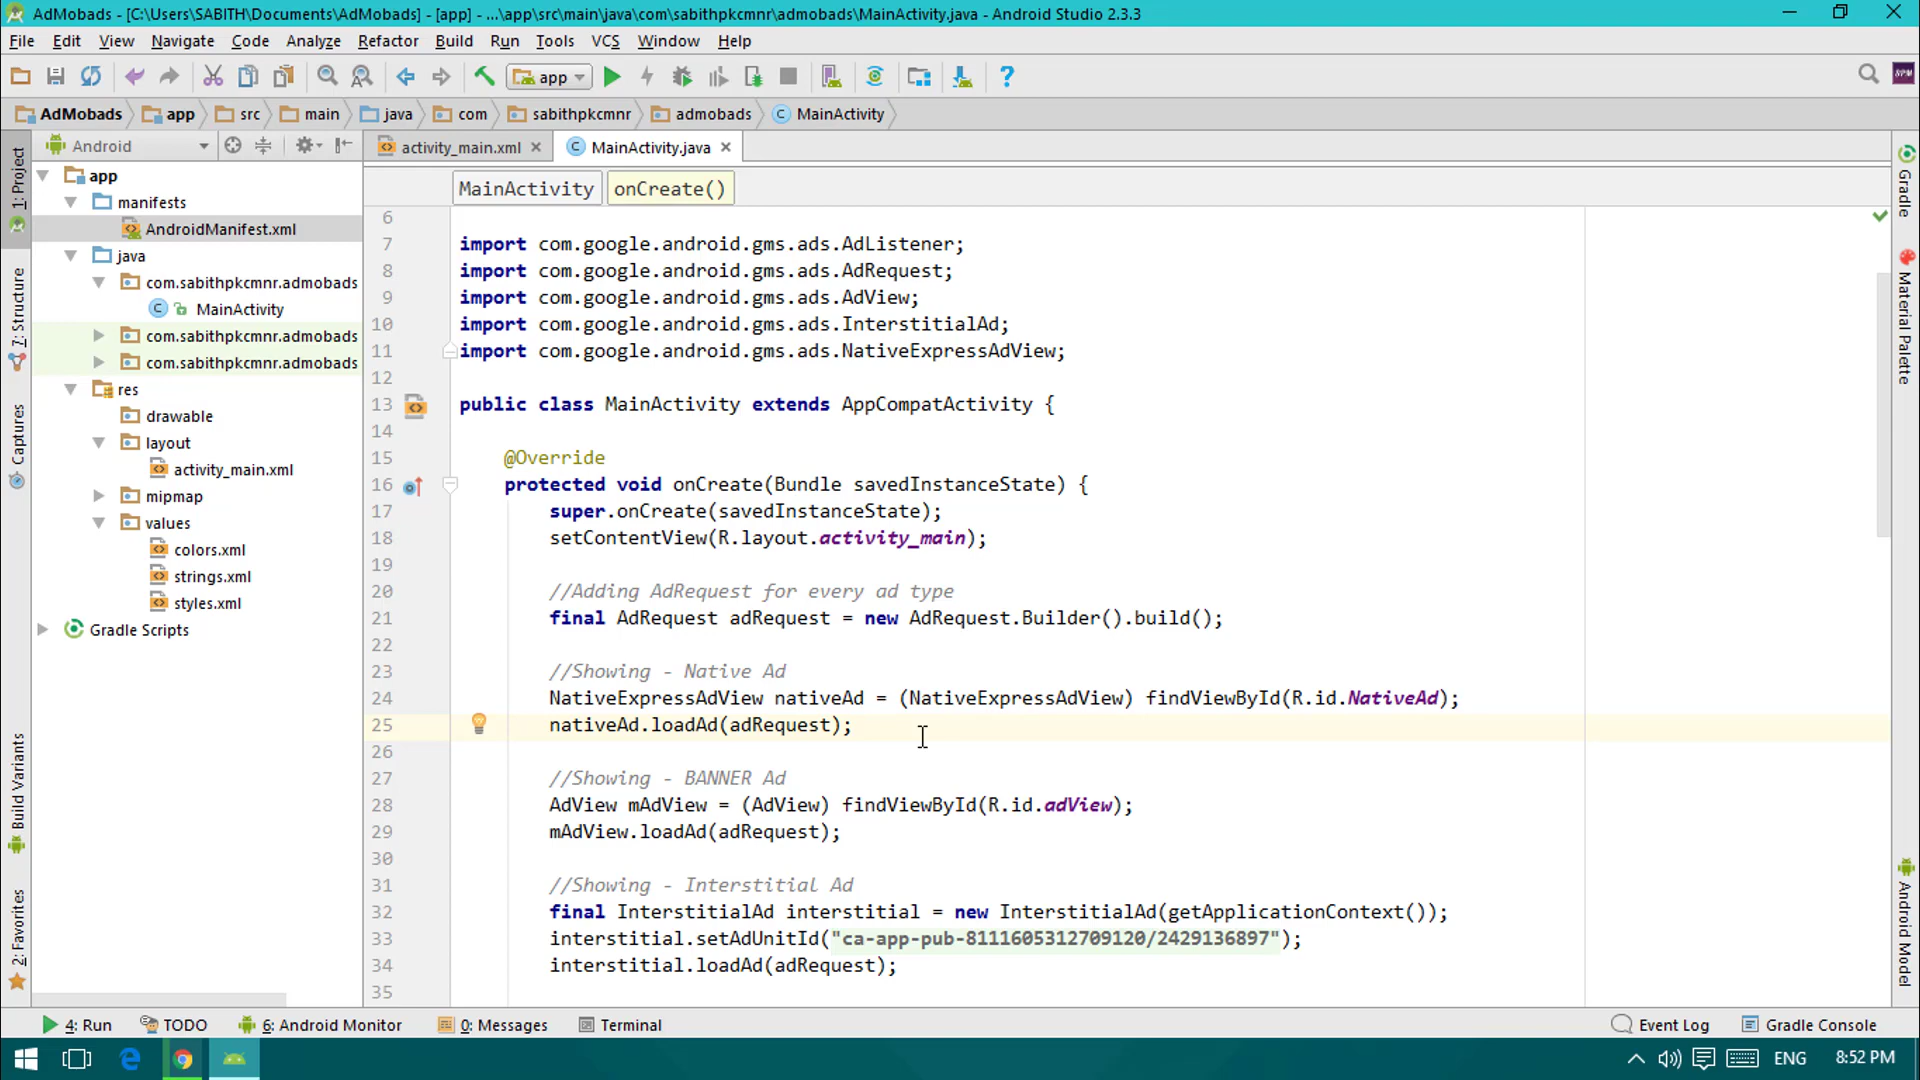 AdMobads - [C:\Users\SABITH\Documents\AdMobads] - [app] - ...\app\src\main\java\com\sabithpkcmnr\admobads\MainActivity.java - Android Studio 2.3.3
File Edit View Navigate Code Analyze Refactor Build Run Tools VCS Window Help
app
AdMobads app src main java com sabithpkcmnr admobads MainActivity
Android
activity_main.xml MainActivity.java
MainActivity onCreate()
1: Project
7: Structure
Captures
Build Variants
2: Favorites
app
manifests
AndroidManifest.xml
java
com.sabithpkcmnr.admobads
MainActivity
com.sabithpkcmnr.admobads
com.sabithpkcmnr.admobads
res
drawable
layout
activity_main.xml
mipmap
values
colors.xml
strings.xml
styles.xml
Gradle Scripts
6
7 import com.google.android.gms.ads.AdListener;
8 import com.google.android.gms.ads.AdRequest;
9 import com.google.android.gms.ads.AdView;
10 import com.google.android.gms.ads.InterstitialAd;
11 import com.google.android.gms.ads.NativeExpressAdView;
12
13 public class MainActivity extends AppCompatActivity {
14
15 @Override
16 protected void onCreate(Bundle savedInstanceState) {
17 super.onCreate(savedInstanceState);
18 setContentView(R.layout.activity_main);
19
20 //Adding AdRequest for every ad type
21 final AdRequest adRequest = new AdRequest.Builder().build();
22
23 //Showing - Native Ad
24 NativeExpressAdView nativeAd = (NativeExpressAdView) findViewById(R.id.NativeAd);
25 nativeAd.loadAd(adRequest);
26
27 //Showing - BANNER Ad
28 AdView mAdView = (AdView) findViewById(R.id.adView);
29 mAdView.loadAd(adRequest);
30
31 //Showing - Interstitial Ad
32 final InterstitialAd interstitial = new InterstitialAd(getApplicationContext());
33 interstitial.setAdUnitId("ca-app-pub-8111605312709120/2429136897");
34 interstitial.loadAd(adRequest);
35
Gradle
Material Palette
Android Model
4: Run TODO 6: Android Monitor 0: Messages Terminal Event Log Gradle Console
ENG 8:52 PM